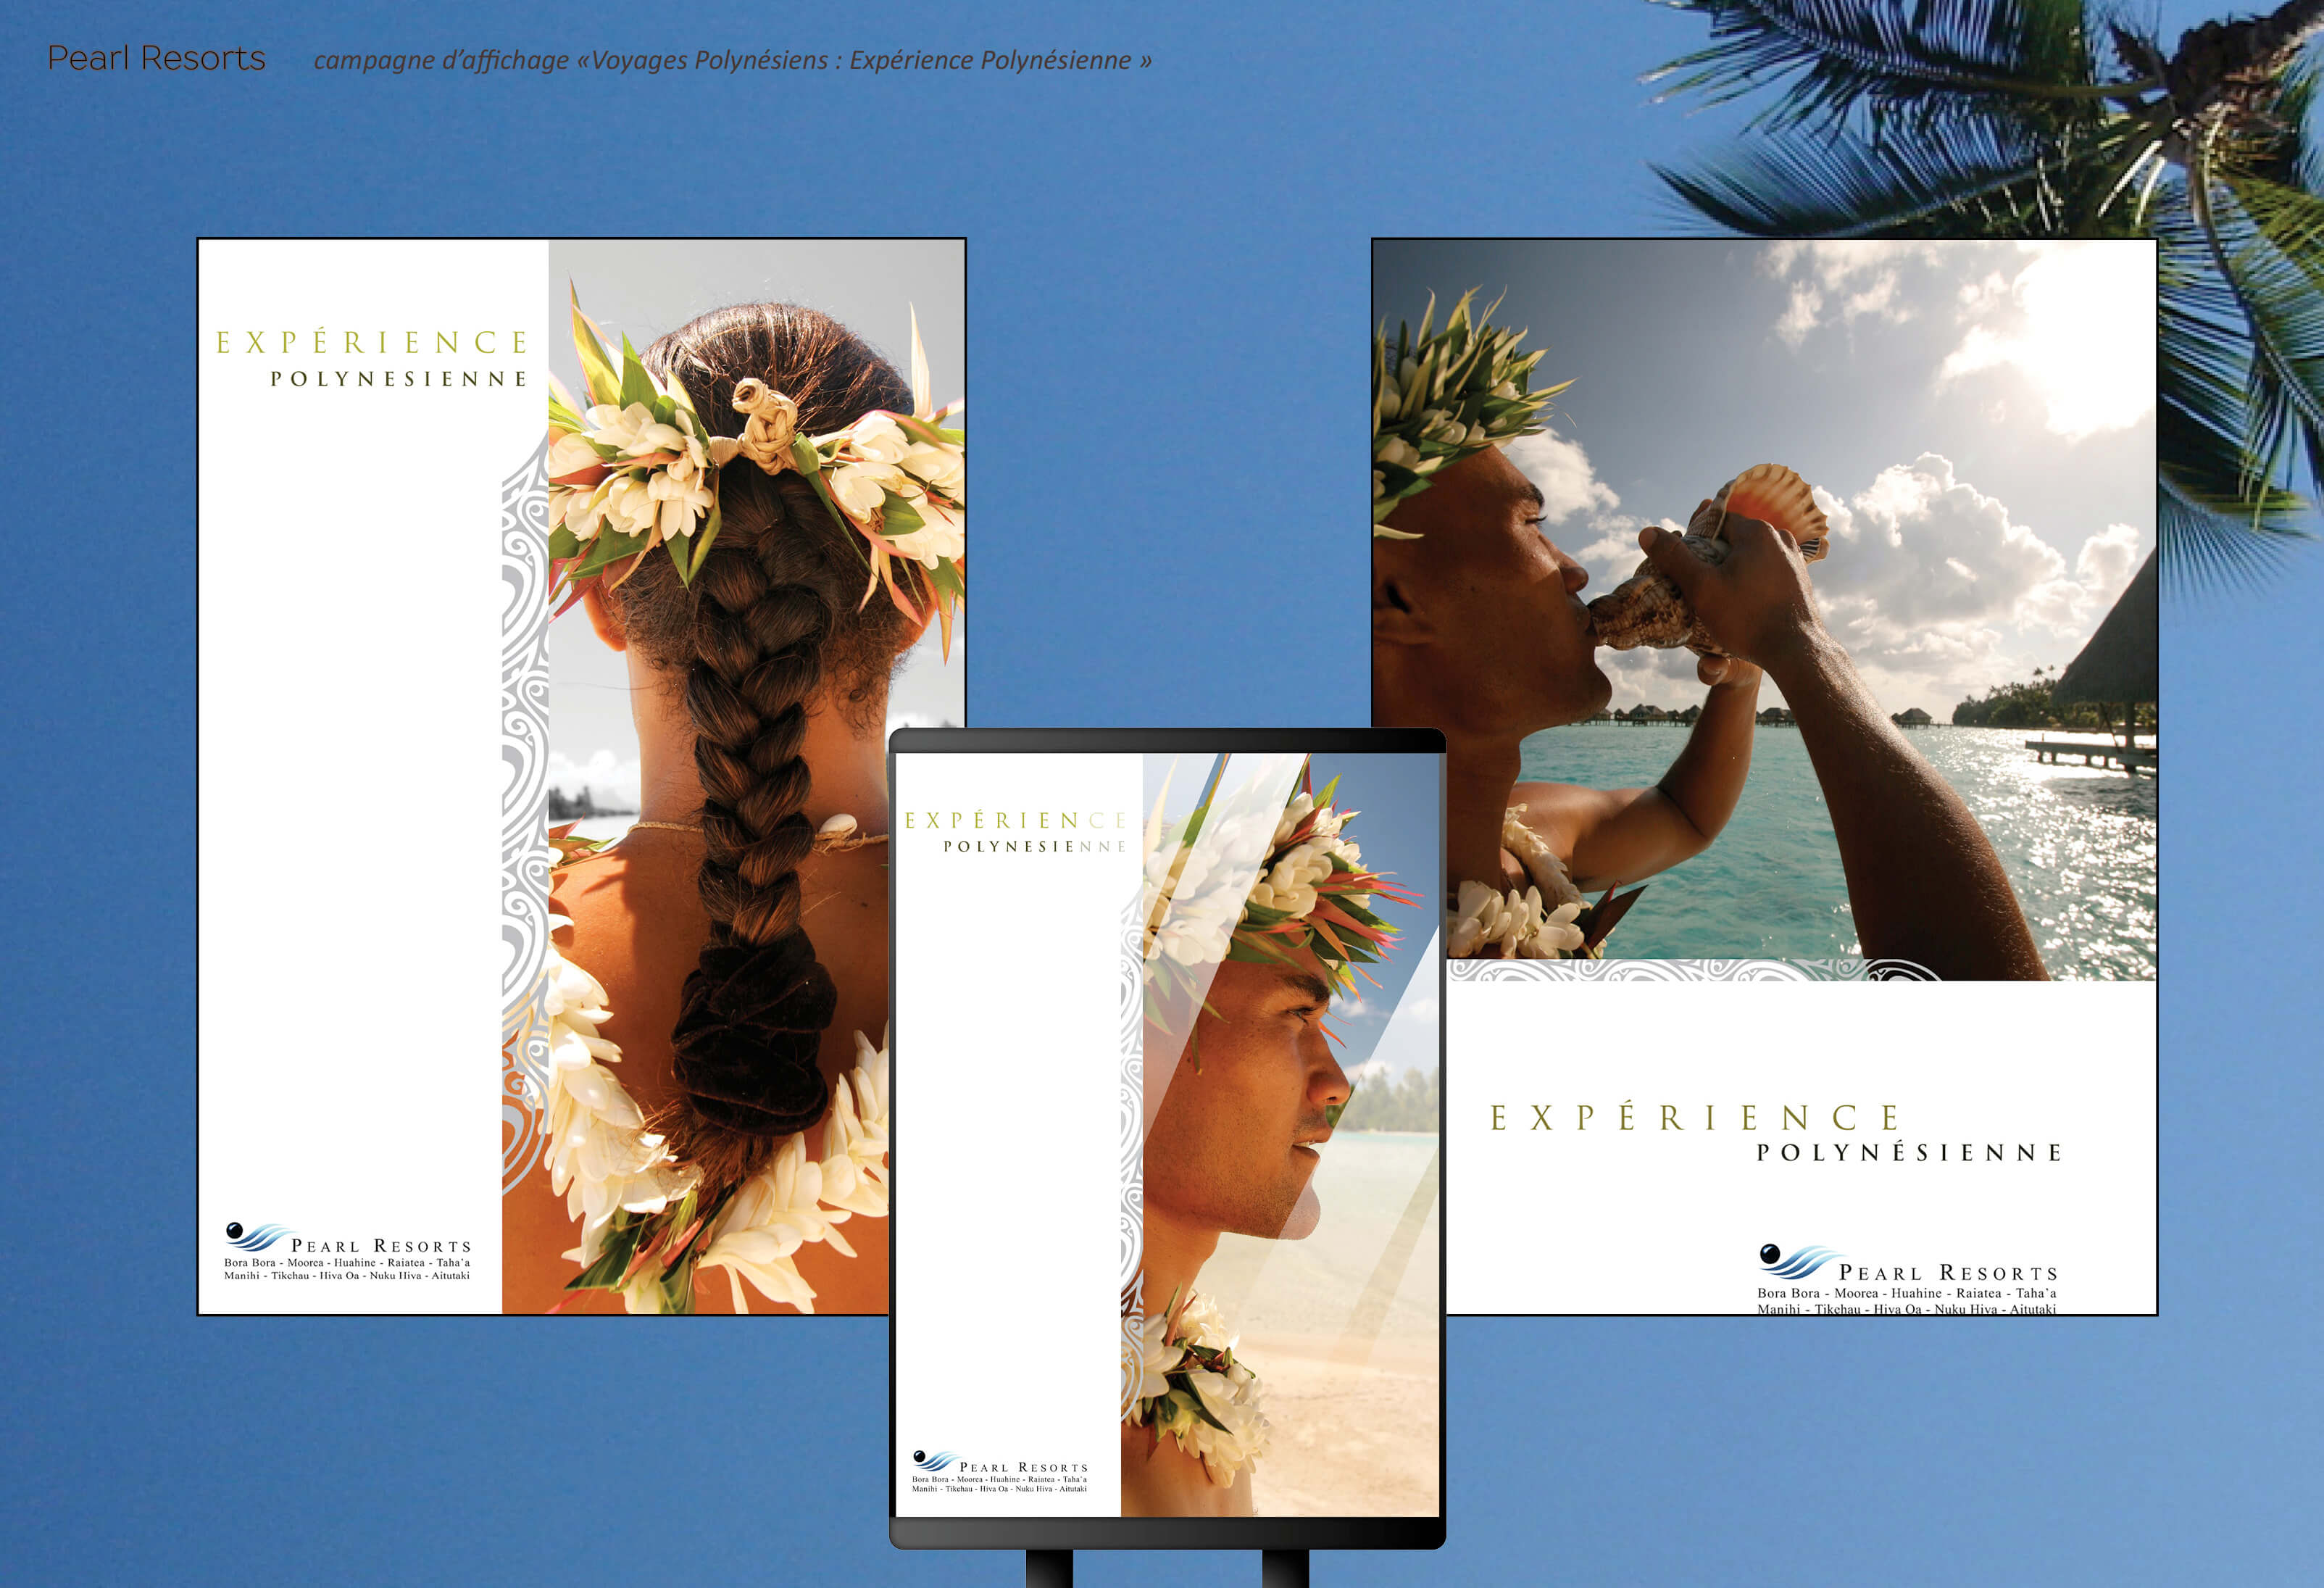 Pearl Resorts campagne d'affichage «Voyages Polynésiens : Expérience Polynésienne »
EXPÉRIENCE
POLYNESIENNE
PEARL RESORTS
Bora Bora - Moorea - Huahine - Raiatea - Taha'a
Manihi - Tikehau - Hiva Oa - Nuku Hiva - Aitutaki
EXPÉRIENCE
POLYNESIENNE
PEARL RESORTS
Bora Bora - Moorea - Huahine - Raiatea - Taha'a
Manihi - Tikehau - Hiva Oa - Nuku Hiva - Aitutaki
EXPÉRIENCE
POLYNÉSIENNE
PEARL RESORTS
Bora Bora - Moorea - Huahine - Raiatea - Taha'a
Manihi - Tikehau - Hiva Oa - Nuku Hiva - Aitutaki